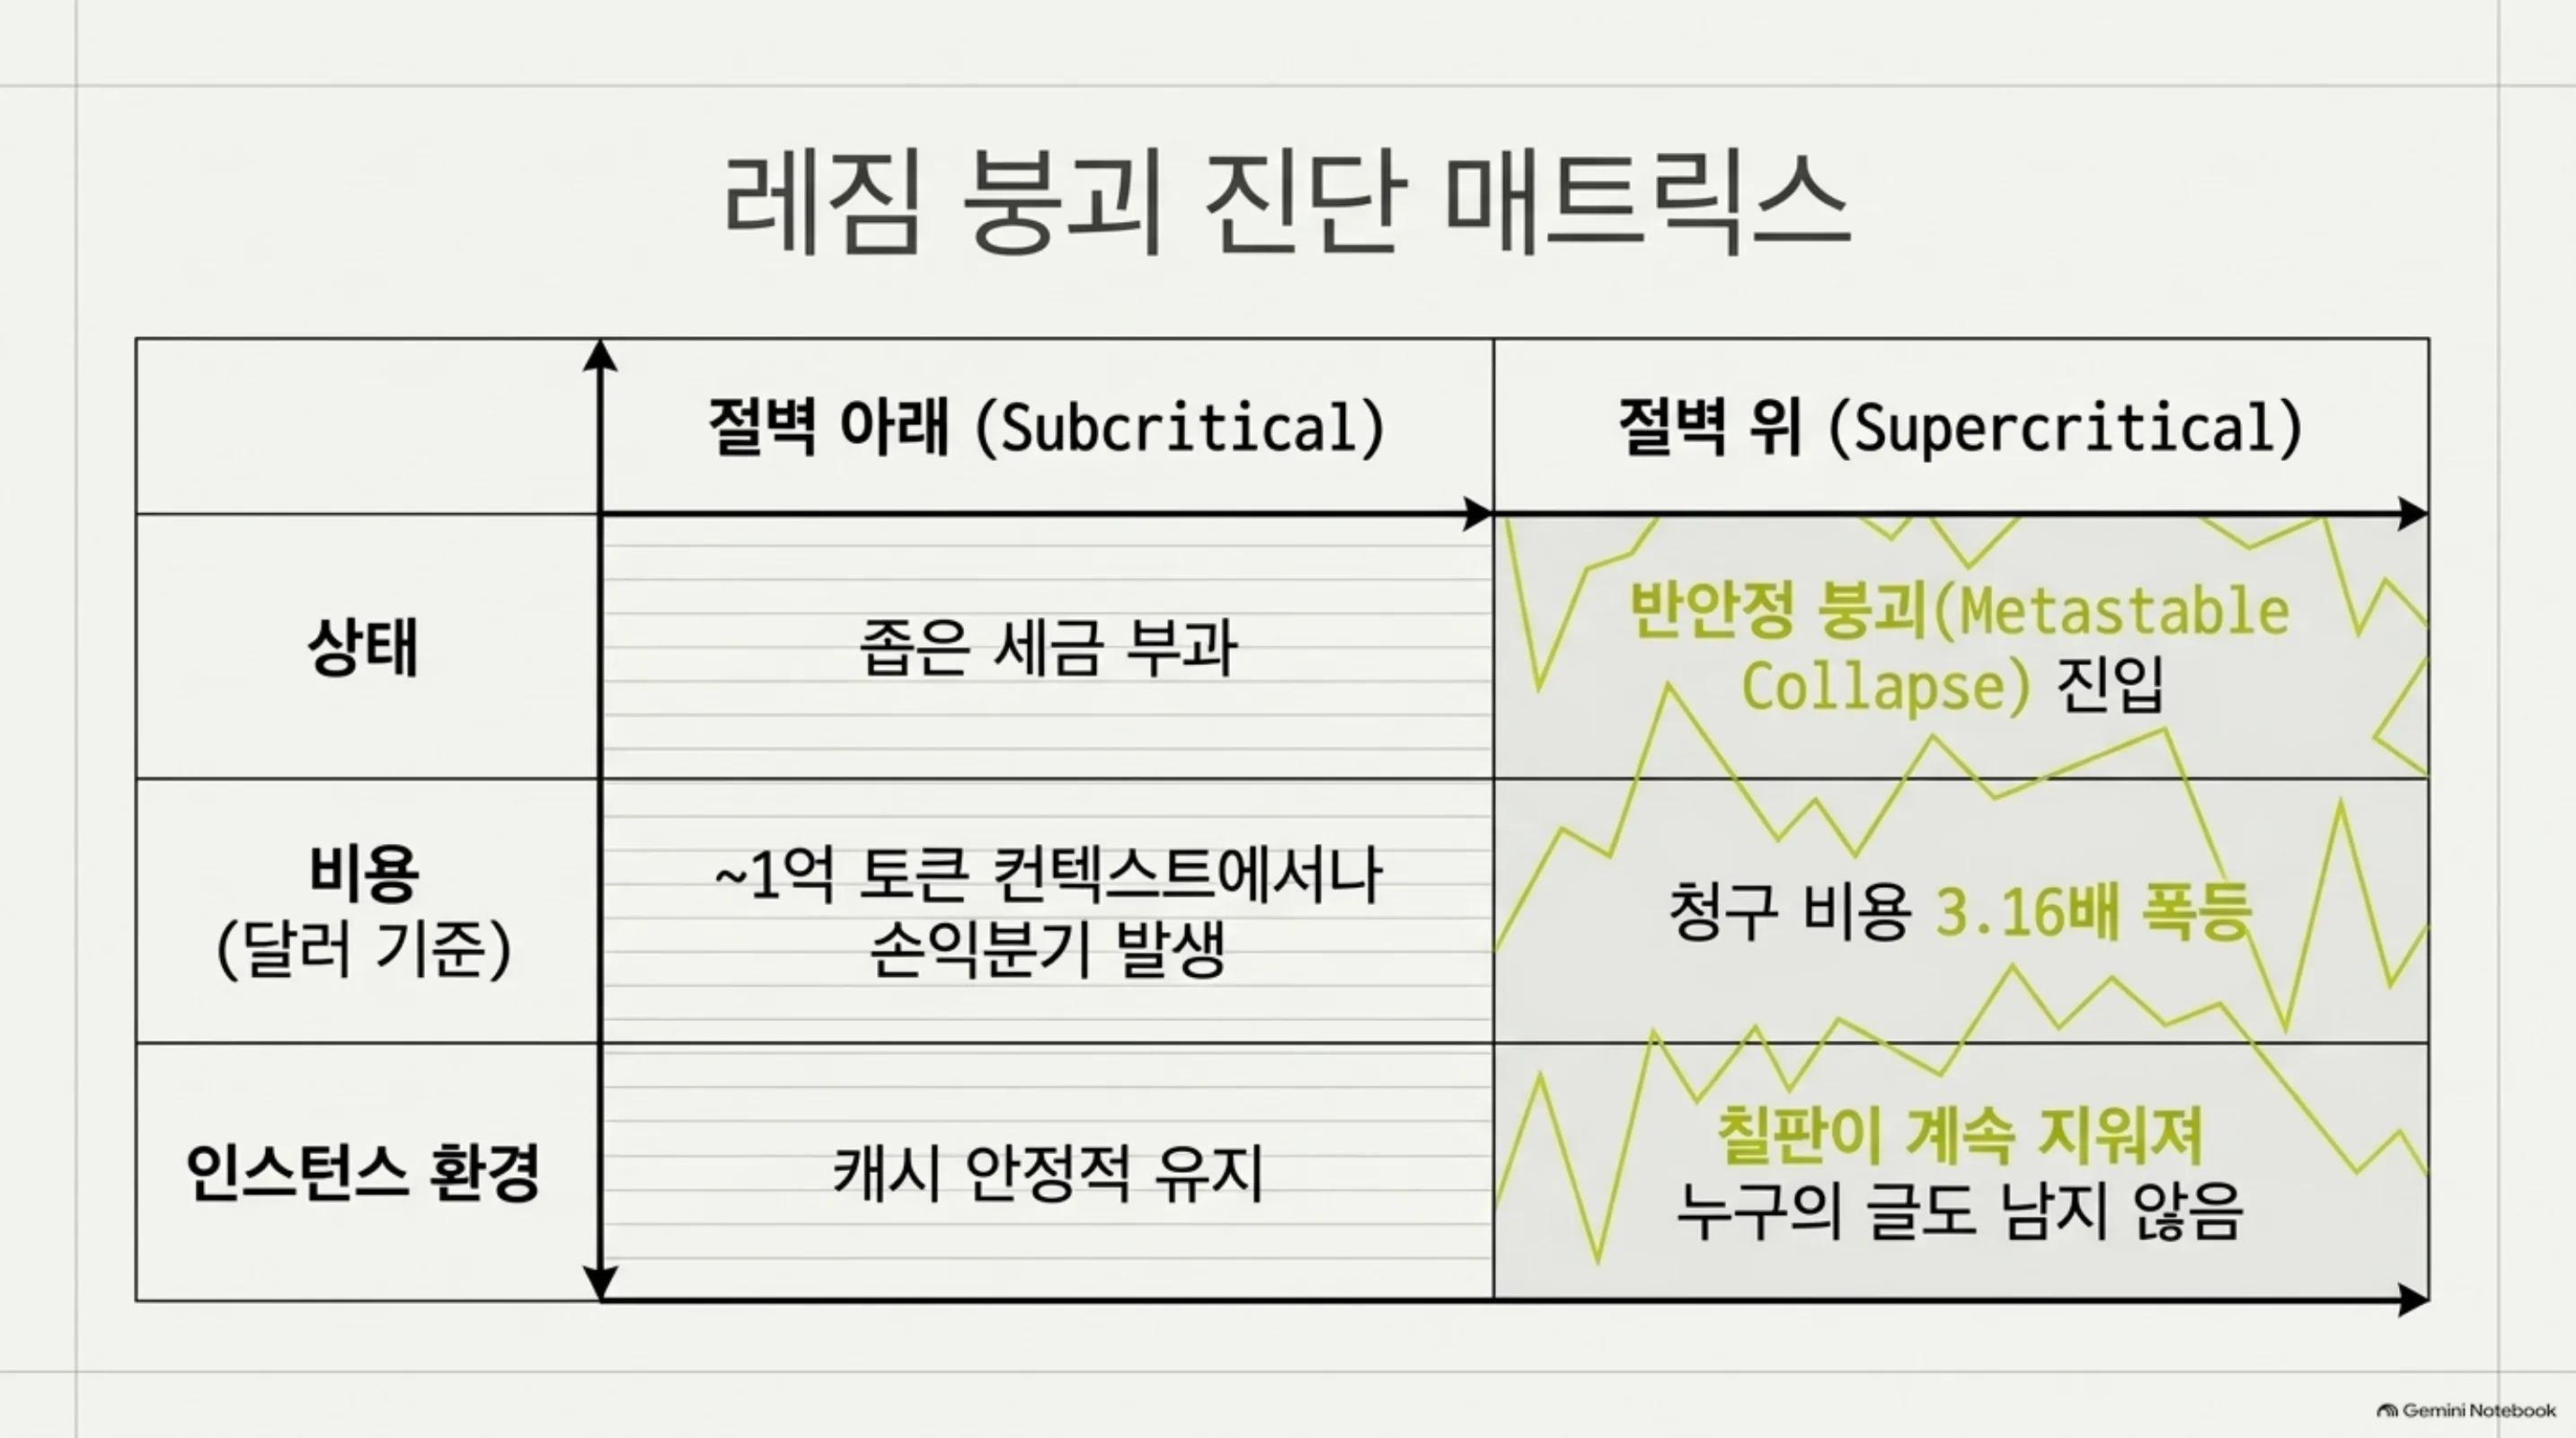 레짐 붕괴 진단 매트릭스
절벽 아래 (Subcritical)
절벽 위 (Supercritical)
상태
좁은 세금 부과
반안정 붕괴(Metastable
Collapse) 진입
비용
(달러 기준)
~1억 토큰 컨텍스트에서나
손익분기 발생
청구 비용 3.16배 폭등
인스턴스 환경
캐시 안정적 유지
칠판이 계속 지워져
누구의 글도 남지 않음
Gemini Notebook